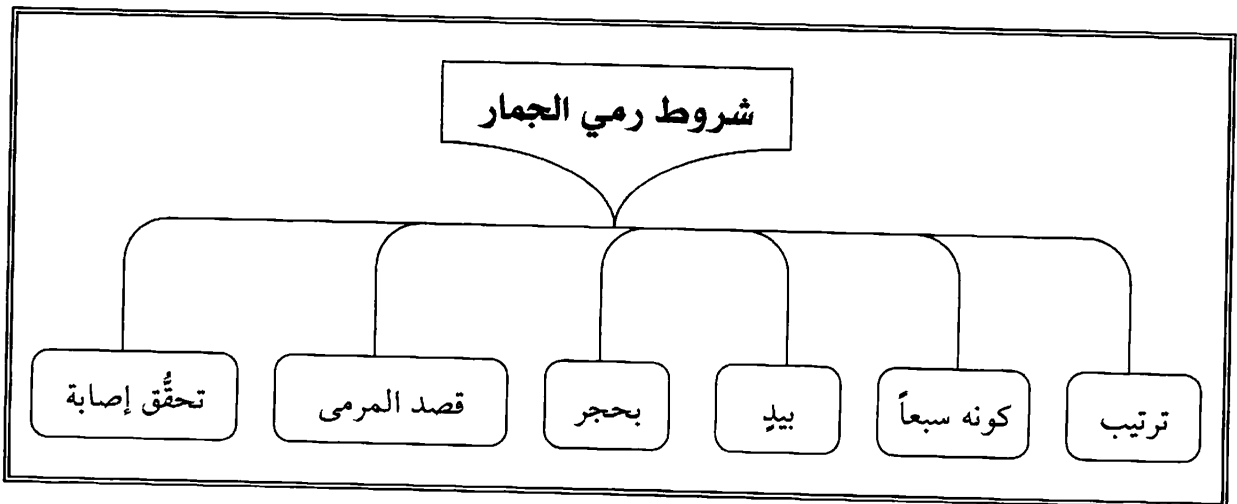 شروط رمي الجمار
ترتيب
كونه سبعاً
بيدٍ
بحجر
قصد المرمى
تحقُّق إصابة